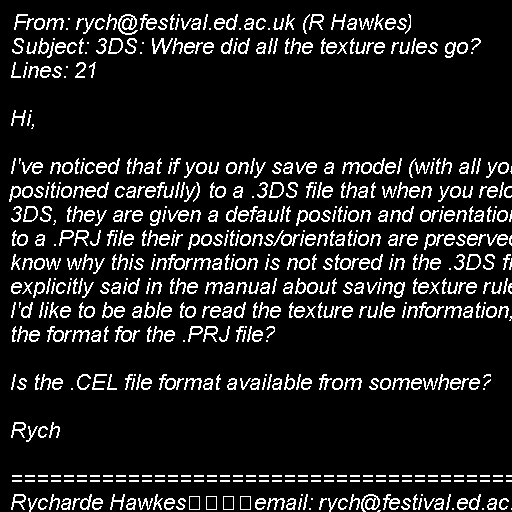 From: rych@festival.ed.ac.uk (R Hawkes)
Subject: 3DS: Where did all the texture rules go?
Lines: 21
Hi,
I've noticed that if you only save a model (with all
positioned carefully) to a .3DS file that when you
3DS, they are given a default position and
to a .PRJ file their positions/orientation are
know why this information is not stored in the .3DS
explicitly said in the manual about saving texture
I'd like to be able to read the texture rule information,
the format for the .PRJ file?
Is the .CEL file format available from somewhere?
Rych
=======================================
Rycharde Hawkes email: rych@festival.ed.ac.